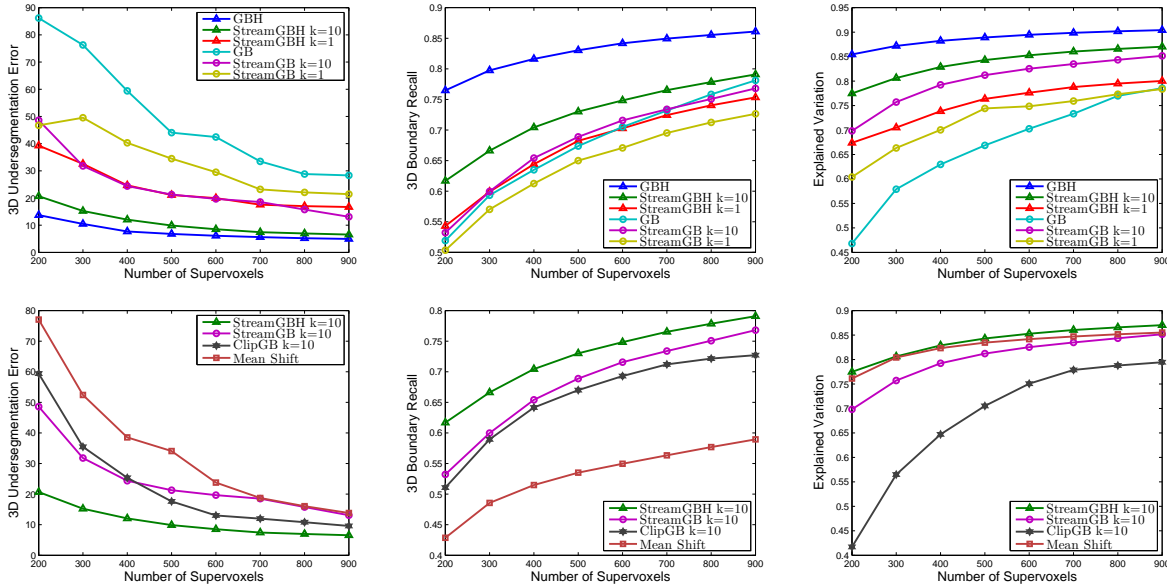 90
80
70
60
50
40
30
20
10
0
3D Undersegmentation Error
200 300 400 500 600 700 800 900
Number of Supervoxels
GBH
StreamGBH k=10
StreamGBH k=1
GB
StreamGB k=10
StreamGB k=1
0.9
0.85
0.8
0.75
0.7
0.65
0.6
0.55
0.5
3D Boundary Recall
200 300 400 500 600 700 800 900
Number of Supervoxels
GBH
StreamGBH k=10
StreamGBH k=1
GB
StreamGB k=10
StreamGB k=1
0.95
0.9
0.85
0.8
0.75
0.7
0.65
0.6
0.55
0.5
0.45
Explained Variation
200 300 400 500 600 700 800 900
Number of Supervoxels
GBH
StreamGBH k=10
StreamGBH k=1
GB
StreamGB k=10
StreamGB k=1
80
70
60
50
40
30
20
10
0
3D Undersegmentation Error
200 300 400 500 600 700 800 900
Number of Supervoxels
StreamGBH k=10
StreamGB k=10
ClipGB k=10
Mean Shift
0.8
0.75
0.7
0.65
0.6
0.55
0.5
0.45
0.4
3D Boundary Recall
200 300 400 500 600 700 800 900
Number of Supervoxels
StreamGBH k=10
StreamGB k=10
ClipGB k=10
Mean Shift
0.9
0.85
0.8
0.75
0.7
0.65
0.6
0.55
0.5
0.45
0.4
Explained Variation
200 300 400 500 600 700 800 900
Number of Supervoxels
StreamGBH k=10
StreamGB k=10
ClipGB k=10
Mean Shift